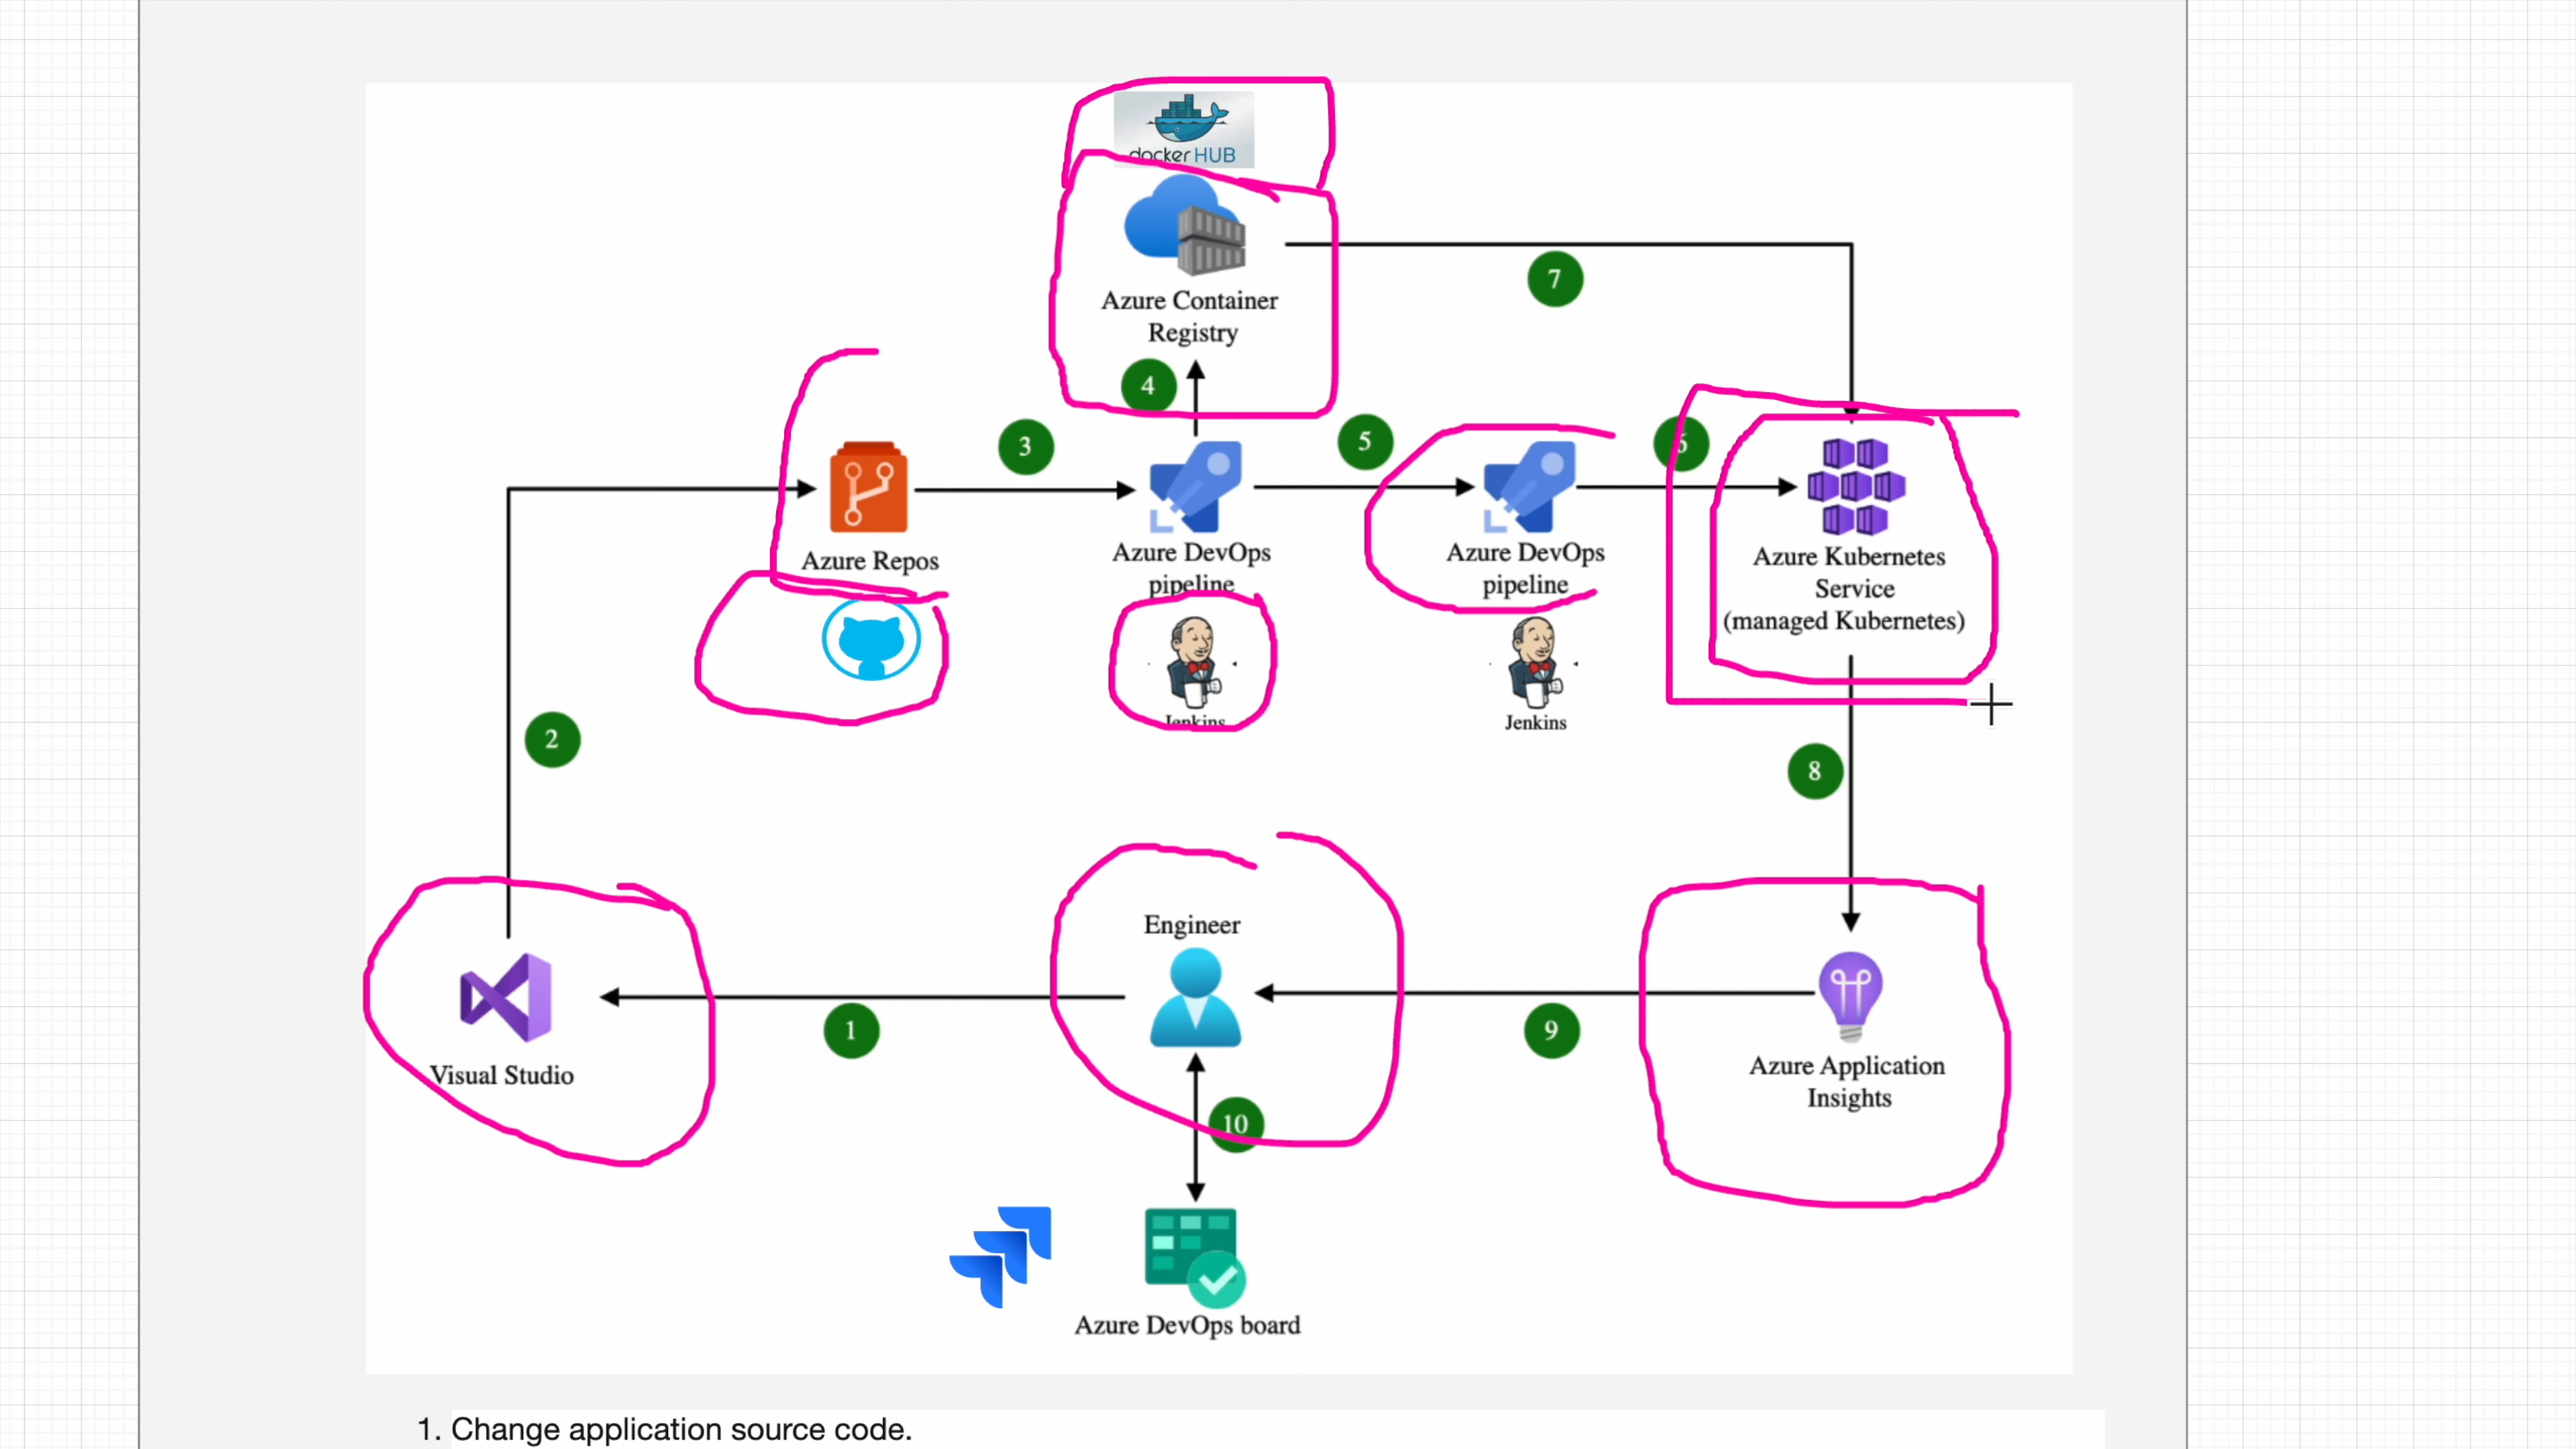 docker HUB
Azure Container
Registry
7
4
3
5
6
Azure Repos
Azure DevOps
pipeline
Azure DevOps
pipeline
Azure Kubernetes
Service
(managed Kubernetes)
Jenkins
Jenkins
2
8
Engineer
1
9
Visual Studio
Azure Application
Insights
10
Azure DevOps board
1. Change application source code.